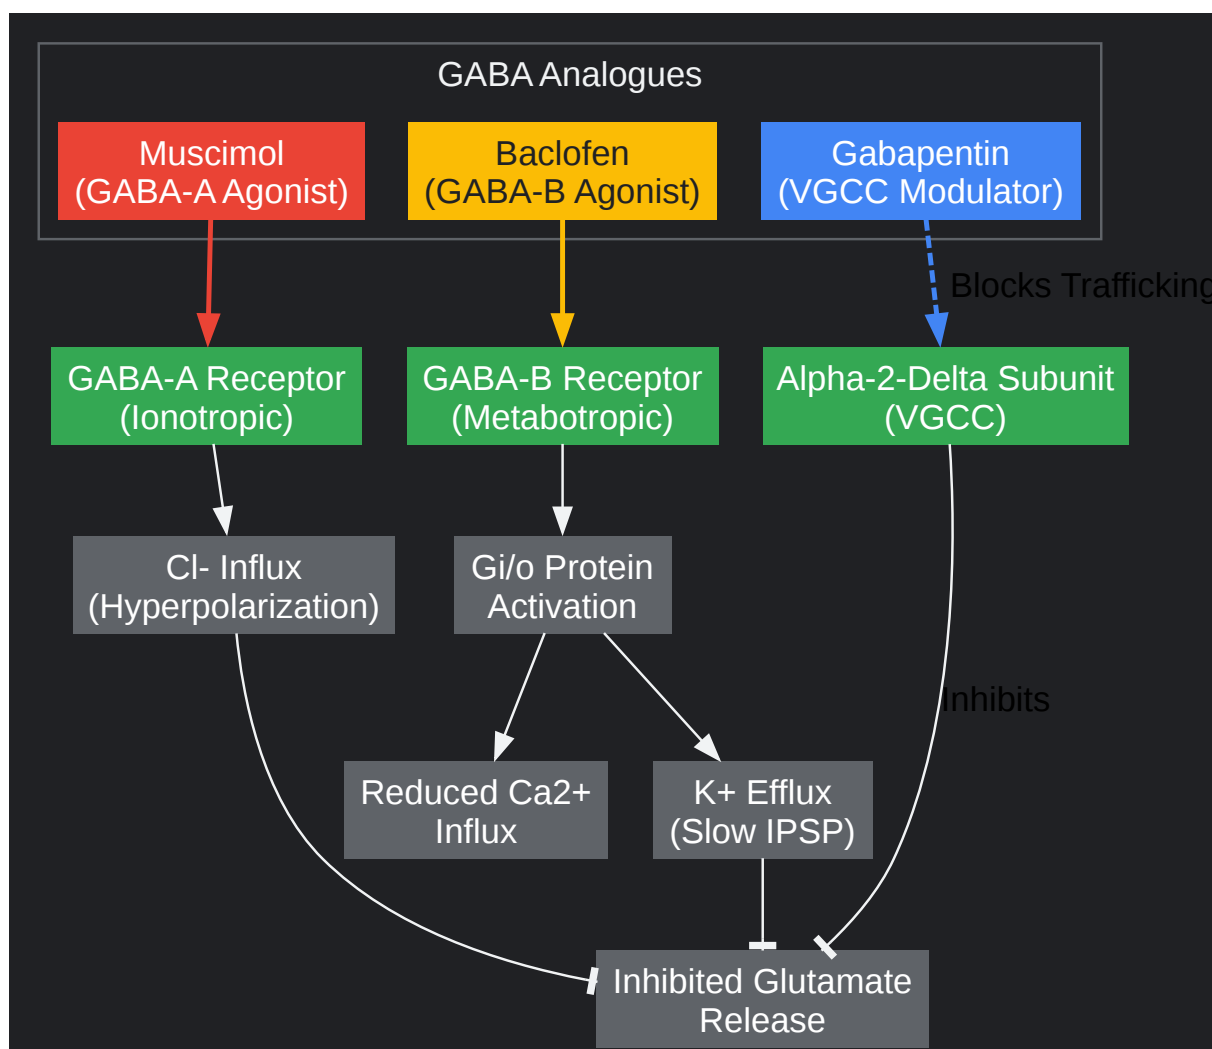 GABA Analogues
Muscimol
(GABA-A Agonist)
Baclofen
(GABA-B Agonist)
Gabapentin
(VGCC Modulator)
Blocks Trafficking
GABA-A Receptor
(Ionotropic)
GABA-B Receptor
(Metabotropic)
Alpha-2-Delta Subunit
(VGCC)
Cl- Influx
(Hyperpolarization)
Gi/o Protein
Activation
Inhibits
Reduced Ca2+
Influx
K+ Efflux
(Slow IPSP)
Inhibited Glutamate
Release